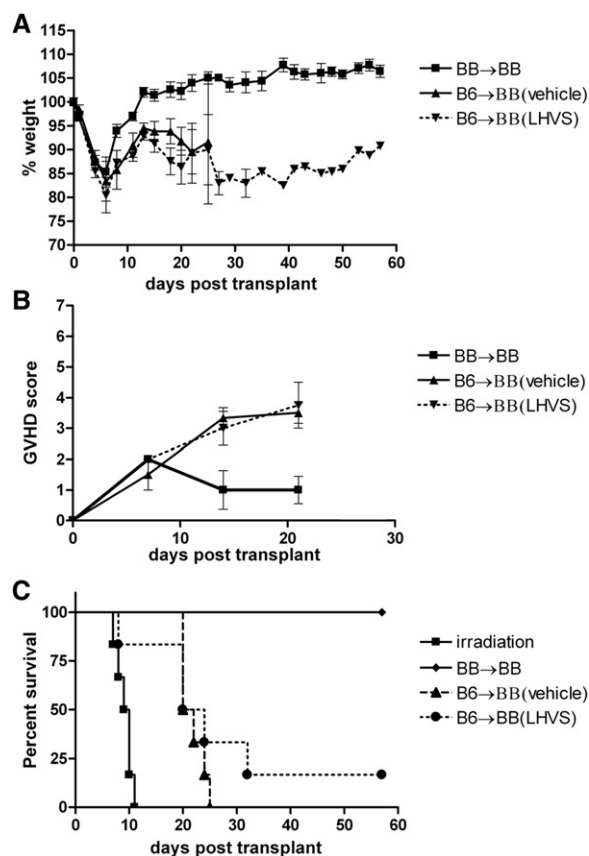 A
115
110
105
100
95
90
85
80
75
70
% weight
0 10 20 30 40 50 60
days post transplant
BB→BB
B6→BB(vehicle)
B6→BB(LHVS)
B
7
6
5
4
3
2
1
0
GVHD score
0 10 20 30
days post transplant
BB→BB
B6→BB(vehicle)
B6→BB(LHVS)
C
100
75
50
25
0
Percent survival
0 10 20 30 40 50 60
days post transplant
irradiation
BB→BB
B6→BB(vehicle)
B6→BB(LHVS)